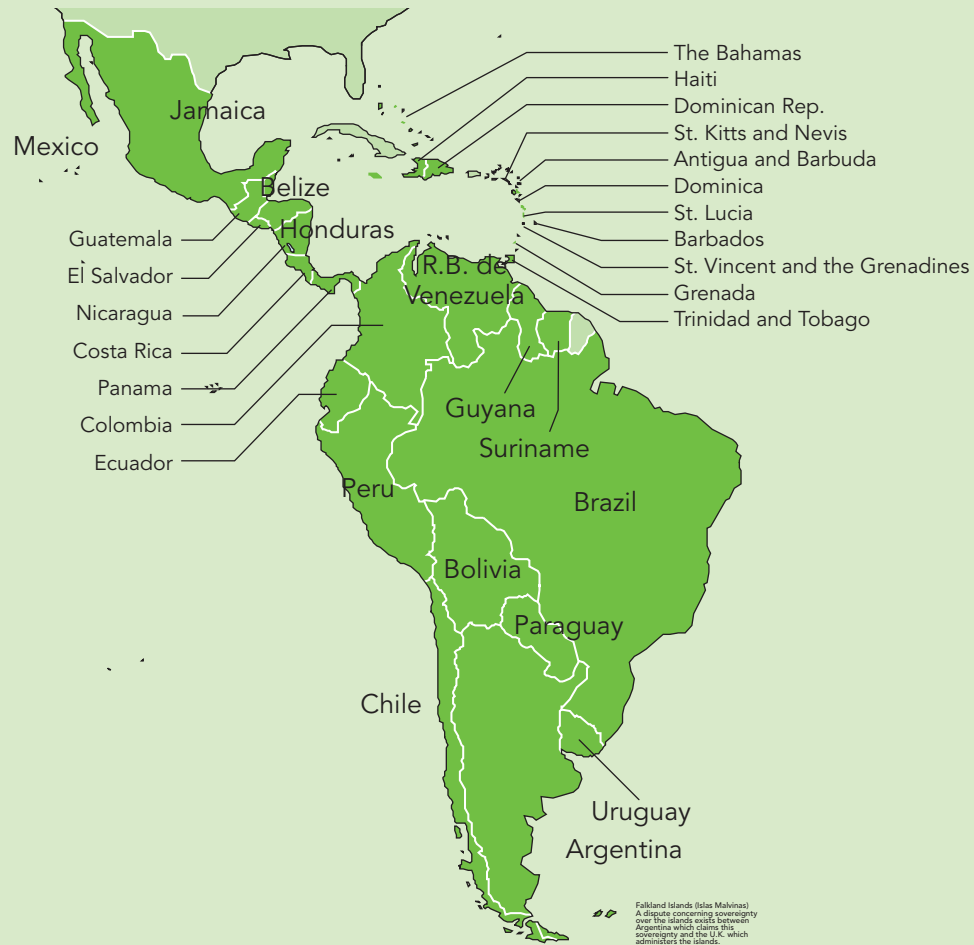 The Bahamas
Haiti
Dominican Rep.
St. Kitts and Nevis
Antigua and Barbuda
Dominica
St. Lucia
Barbados
St. Vincent and the Grenadines
Grenada
Trinidad and Tobago
Jamaica
Mexico
Belize
Honduras
Guatemala
El Salvador
Nicaragua
Costa Rica
Panama
Colombia
Ecuador
R.B. de
Venezuela
Guyana
Suriname
Peru
Brazil
Bolivia
Paraguay
Chile
Uruguay
Argentina
Falkland Islands (Islas Malvinas)
A dispute concerning sovereignty
over the islands exists between
Argentina which claims this
sovereignty and the U.K. which
administers the islands.